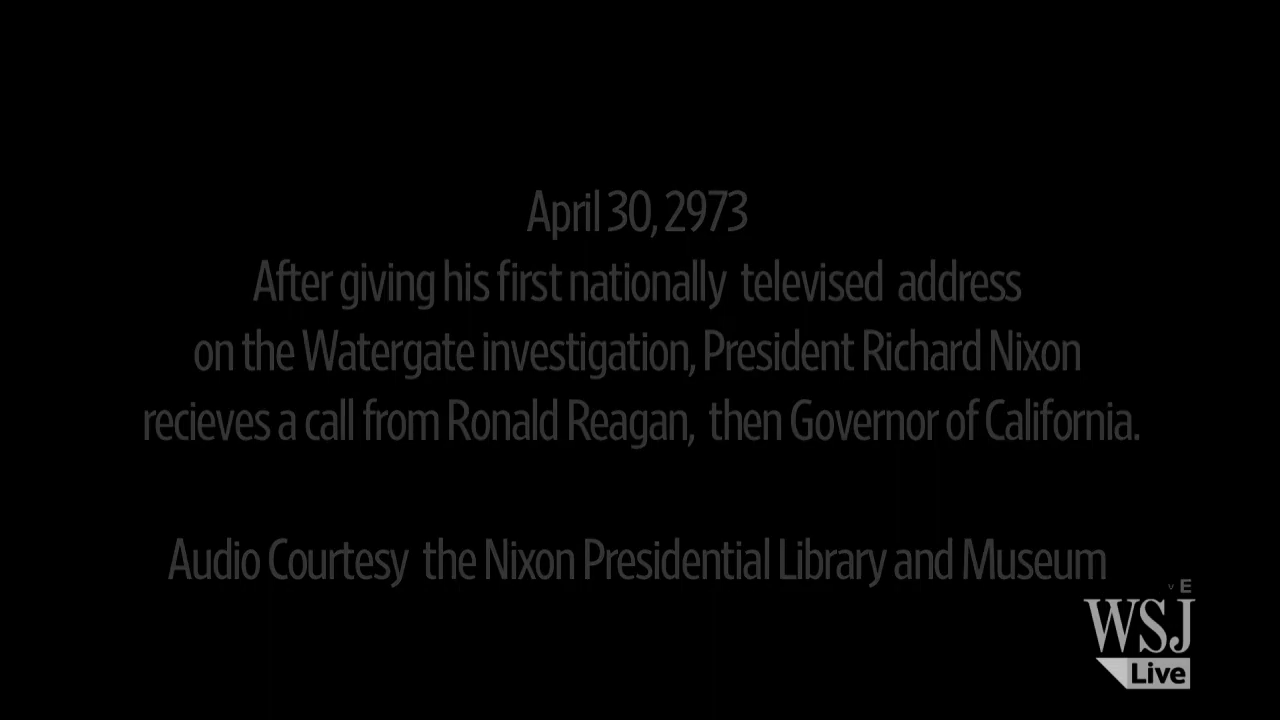 April 30, 2973
After giving his first nationally televised address
on the Watergate investigation, President Richard Nixon
recieves a call from Ronald Reagan, then Governor of California.
Audio Courtesy the Nixon Presidential Library and Museum
v E
WSJ
Live